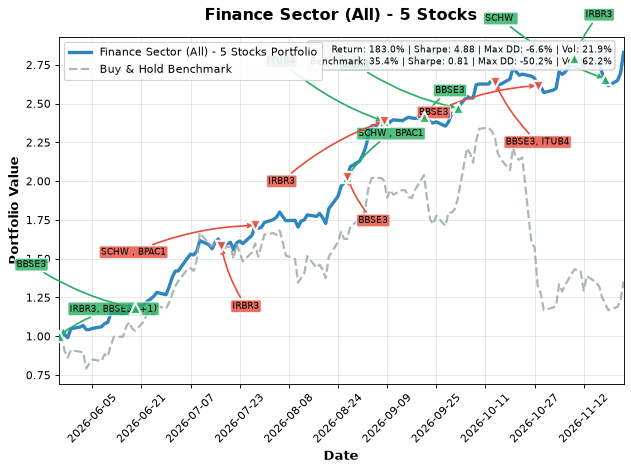 Finance Sector (All) - 5 Stocks
SCHW
IRBR3
Finance Sector (All) - 5 Stocks Portfolio
Buy & Hold Benchmark
Return: 183.0% | Sharpe: 4.88 | Max DD: -6.6% | Vol: 21.9%
Benchmark: 35.4% | Sharpe: 0.81 | Max DD: -50.2% | Vol: 62.2%
ITUB4
BBSE3
BBSE3
SCHW , BPAC1
BBSE3, ITUB4
IRBR3
BBSE3
SCHW , BPAC1
BBSE3
IRBR3, BBSE3 (+1)
IRBR3
Portfolio Value
2.75
2.50
2.25
2.00
1.75
1.50
1.25
1.00
0.75
2026-06-05
2026-06-21
2026-07-07
2026-07-23
2026-08-08
2026-08-24
2026-09-09
2026-09-25
2026-10-11
2026-10-27
2026-11-12
Date